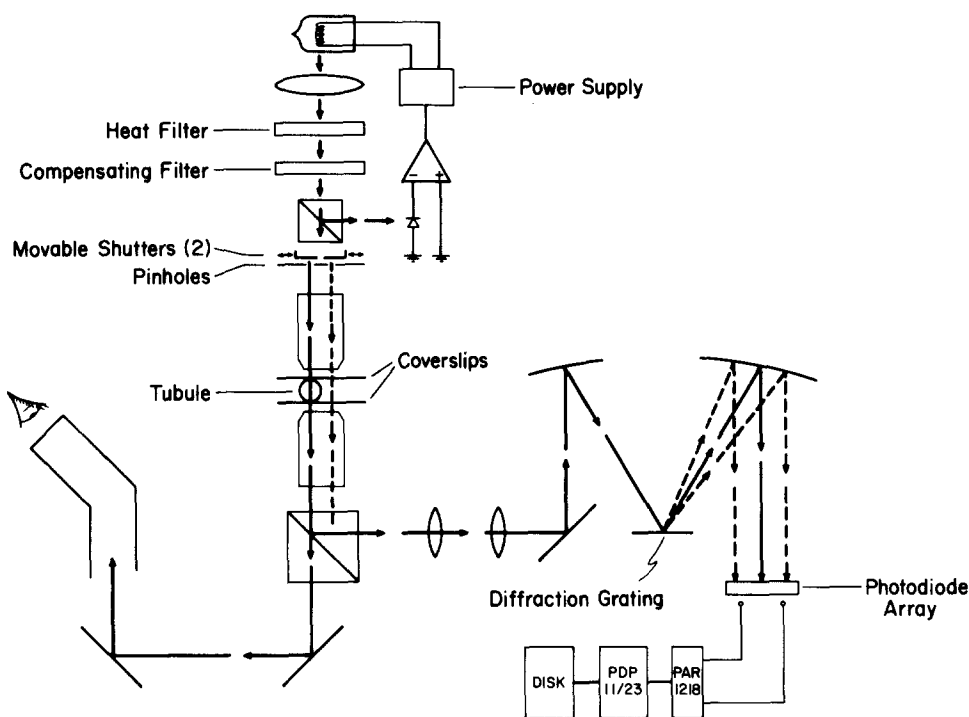 Power Supply
Heat Filter
Compensating Filter
− +
Movable Shutters (2)
Pinholes
Coverslips
Tubule
Diffraction Grating
Photodiode
Array
DISK
PDP
11/23
PAR
1218